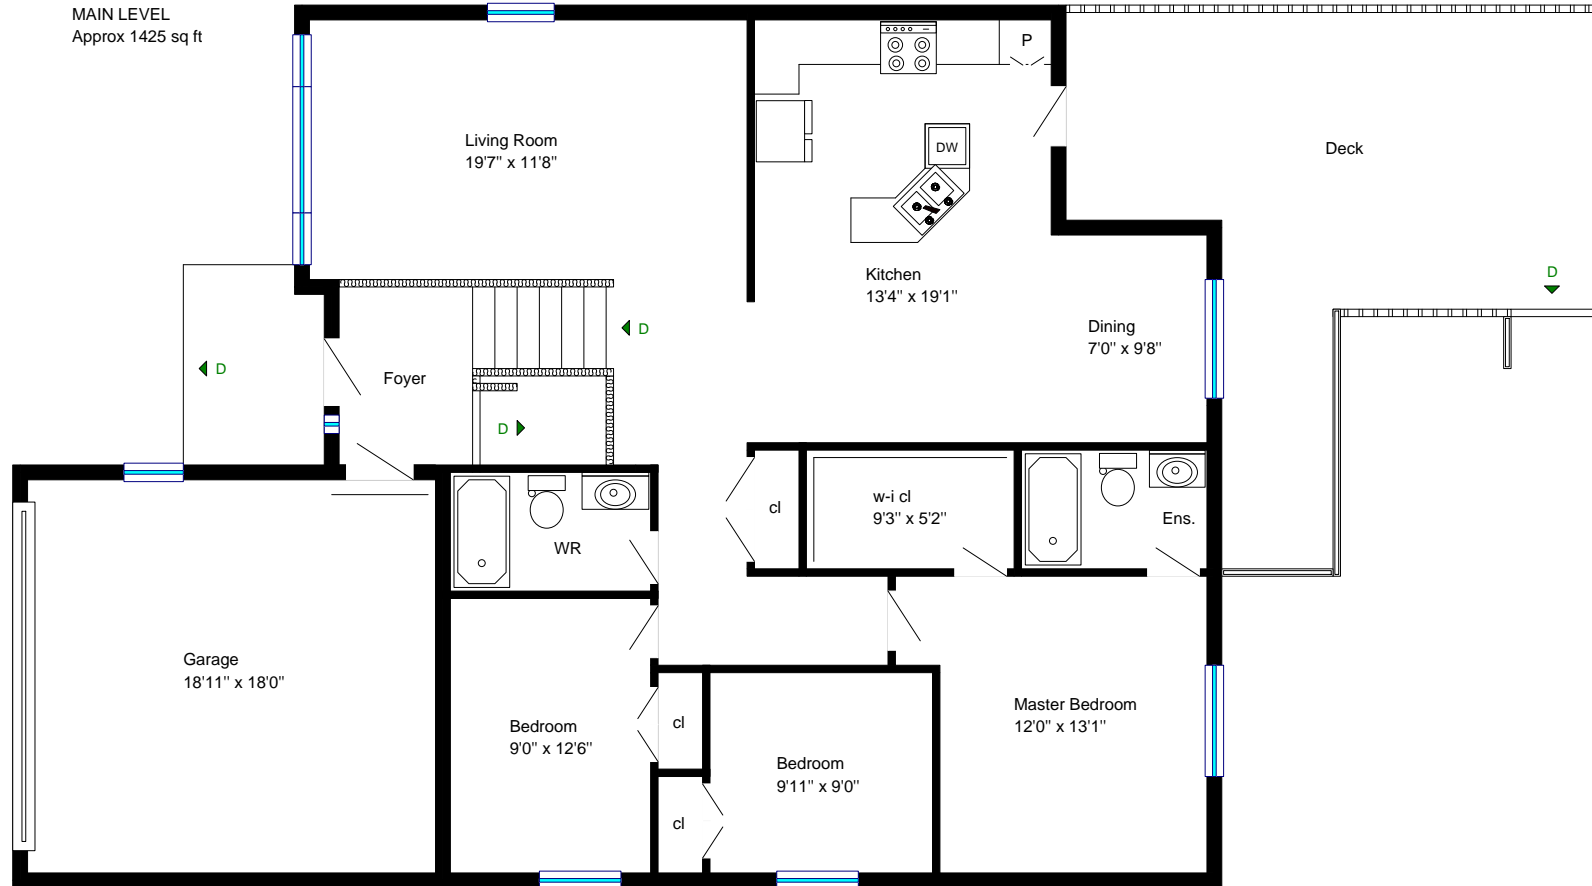 MAIN LEVEL
Approx 1425 sq ft
P
Living Room
19'7" x 11'8"
DW
Deck
Kitchen
13'4" x 19'1"
D
D
Dining
7'0" x 9'8"
D
Foyer
D
cl
w-i cl
9'3" x 5'2"
Ens.
WR
Garage
18'11" x 18'0"
Bedroom
9'0" x 12'6"
cl
Master Bedroom
12'0" x 13'1"
Bedroom
9'11" x 9'0"
cl